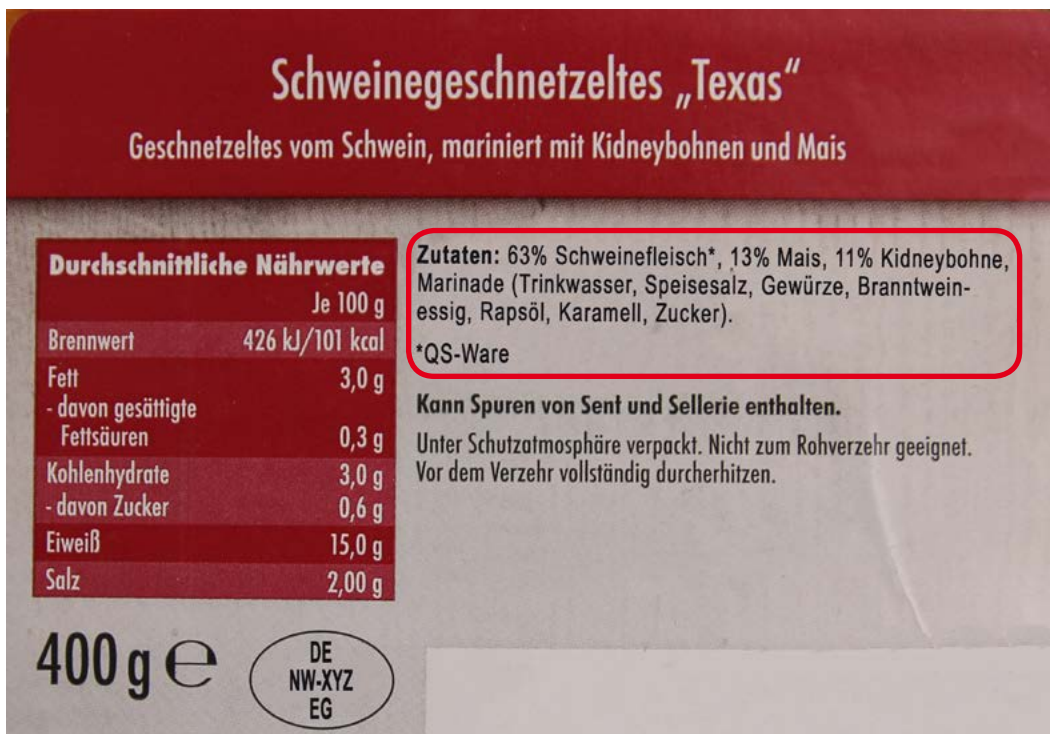 Schweinegeschnetzeltes „Texas“
Geschnetzeltes vom Schwein, mariniert mit Kidneybohnen und Mais
Durchschnittliche Nährwerte
Je 100 g
Brennwert 426 kJ/101 kcal
Fett 3,0 g
- davon gesättigte
Fettsäuren 0,3 g
Kohlenhydrate 3,0 g
- davon Zucker 0,6 g
Eiweiß 15,0 g
Salz 2,00 g
Zutaten: 63% Schweinefleisch*, 13% Mais, 11% Kidneybohne,
Marinade (Trinkwasser, Speisesalz, Gewürze, Branntwein-
essig, Rapsöl, Karamell, Zucker).
*QS-Ware
Kann Spuren von Senf und Sellerie enthalten.
Unter Schutzatmosphäre verpackt. Nicht zum Rohverzehr geeignet.
Vor dem Verzehr vollständig durcherhitzen.
400 g e
DE
NW-XYZ
EG